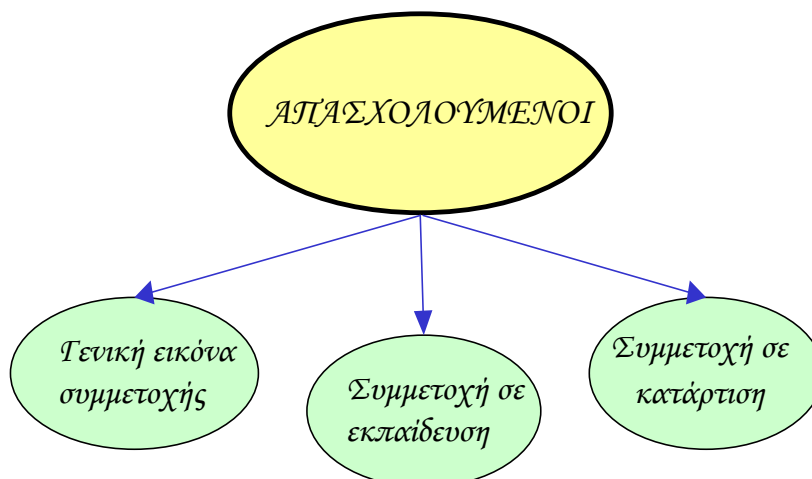 ΑΠΑΣΧΟΛΟΥΜΕΝΟΙ
Γενική εικόνα
συμμετοχής
Συμμετοχή σε
εκπαίδευση
Συμμετοχή σε
κατάρτιση